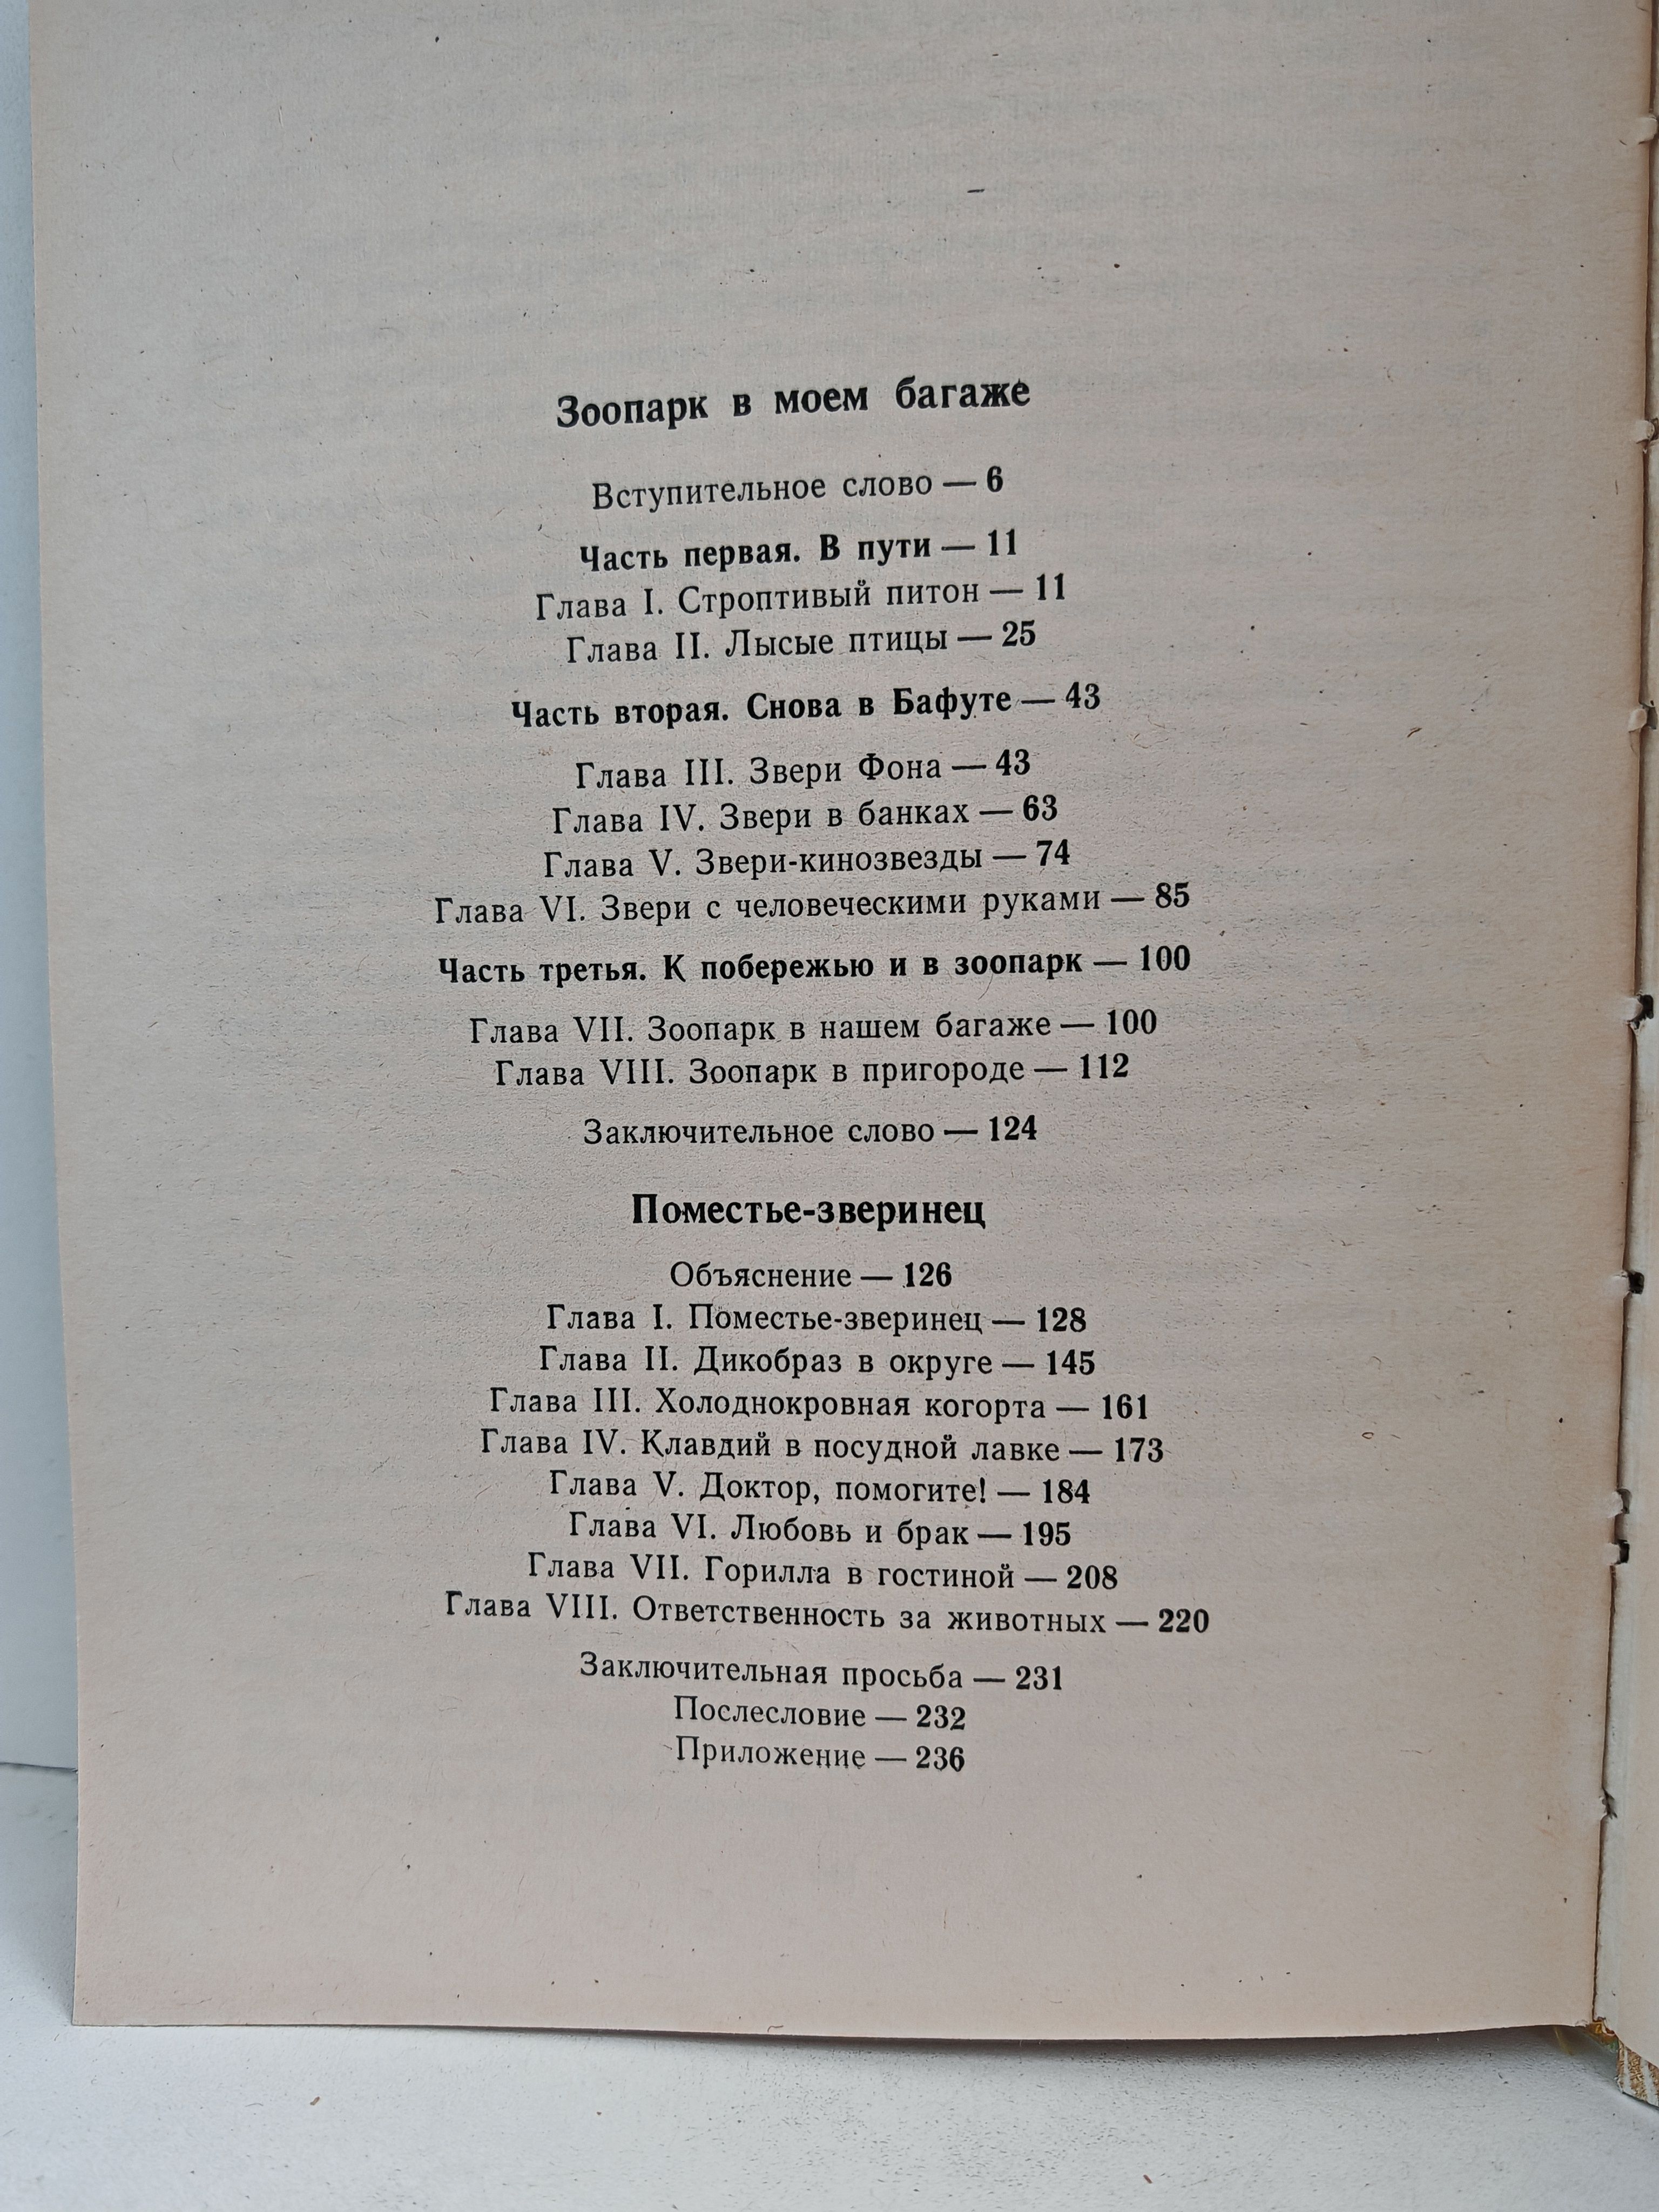 Зоопарк в моем багаже
Вступительное слово — 6
Часть первая. В пути — 11
Глава I. Строптивый питон — 11
Глава II. Лысые птицы — 25
Часть вторая. Снова в Бафуте — 43
Глава III. Звери Фона — 43
Глава IV. Звери в банках — 63
Глава V. Звери-кинозвезды — 74
Глава VI. Звери с человеческими руками — 85
Часть третья. К побережью и в зоопарк — 100
Глава VII. Зоопарк в нашем багаже — 100
Глава VIII. Зоопарк в пригороде — 112
Заключительное слово — 124
Поместье-зверинец
Объяснение — 126
Глава I. Поместье-зверинец — 128
Глава II. Дикобраз в округе — 145
Глава III. Холоднокровная когорта — 161
Глава IV. Клавдий в посудной лавке — 173
Глава V. Доктор, помогите! — 184
Глава VI. Любовь и брак — 195
Глава VII. Горилла в гостиной — 208
Глава VIII. Ответственность за животных — 220
Заключительная просьба — 231
Послесловие — 232
Приложение — 236